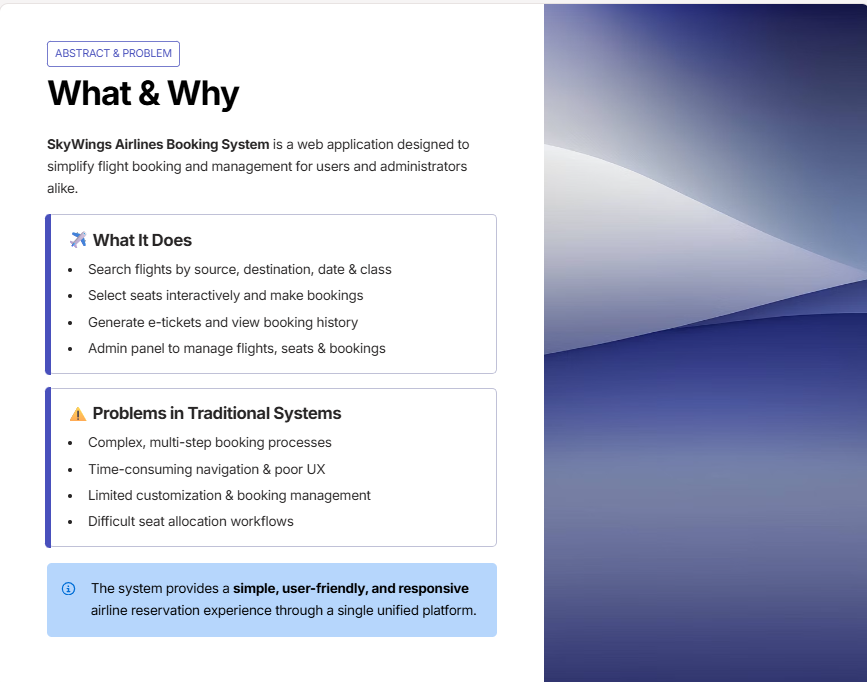 ABSTRACT & PROBLEM
What & Why
SkyWings Airlines Booking System is a web application designed to
simplify flight booking and management for users and administrators
alike.
What It Does
Search flights by source, destination, date & class
Select seats interactively and make bookings
Generate e-tickets and view booking history
Admin panel to manage flights, seats & bookings
Problems in Traditional Systems
Complex, multi-step booking processes
Time-consuming navigation & poor UX
Limited customization & booking management
Difficult seat allocation workflows
The system provides a simple, user-friendly, and responsive
airline reservation experience through a single unified platform.